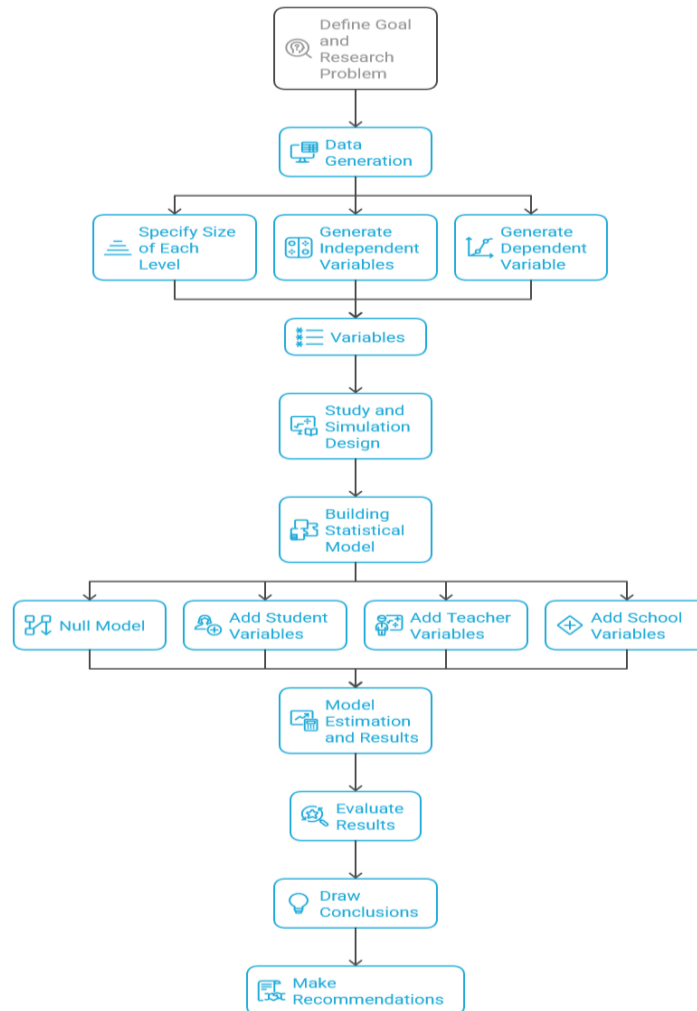 Define Goal
and
Research
Problem
Data
Generation
Specify Size
of Each
Level
Generate
Independent
Variables
Generate
Dependent
Variable
Variables
Study and
Simulation
Design
Building
Statistical
Model
Null Model
Add Student
Variables
Add Teacher
Variables
Add School
Variables
Model
Estimation
and Results
Evaluate
Results
Draw
Conclusions
Make
Recommendations